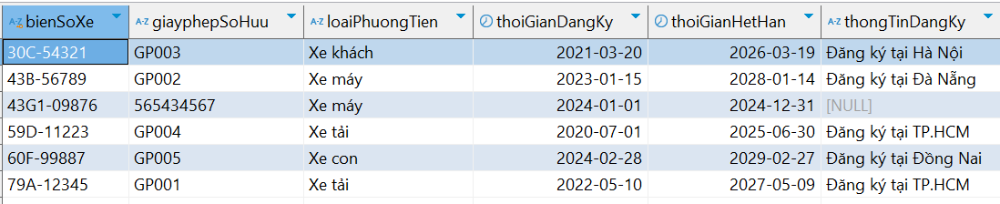 A-Z bienSoXe A-Z giayphepSoHuu A-Z loaiPhuongTien thoiGianDangKy thoiGianHetHan A-Z thongTinDangKy
30C-54321 GP003 Xe khách 2021-03-20 2026-03-19 Đăng ký tại Hà Nội
43B-56789 GP002 Xe máy 2023-01-15 2028-01-14 Đăng ký tại Đà Nẵng
43G1-09876 565434567 Xe máy 2024-01-01 2024-12-31 [NULL]
59D-11223 GP004 Xe tải 2020-07-01 2025-06-30 Đăng ký tại TP.HCM
60F-99887 GP005 Xe con 2024-02-28 2029-02-27 Đăng ký tại Đồng Nai
79A-12345 GP001 Xe tải 2022-05-10 2027-05-09 Đăng ký tại TP.HCM